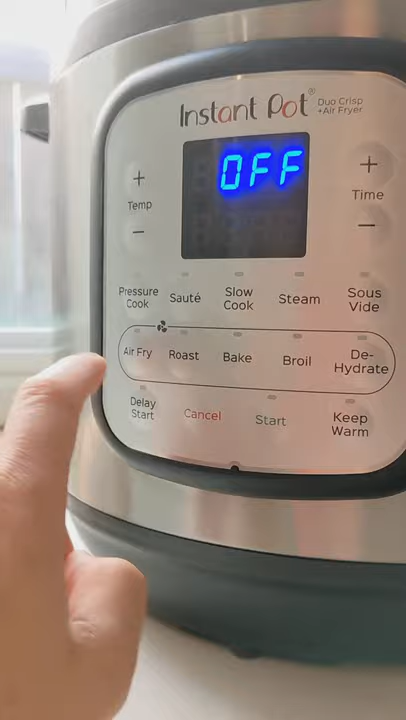 Instant Pot®
Duo Crisp
+Air Fryer
OFF
+
Temp
−
+
Time
−
Pressure
Cook
Sauté
Slow
Cook
Steam
Sous
Vide
Air Fry
Roast
Bake
Broil
De-
Hydrate
Delay
Start
Cancel
Start
Keep
Warm